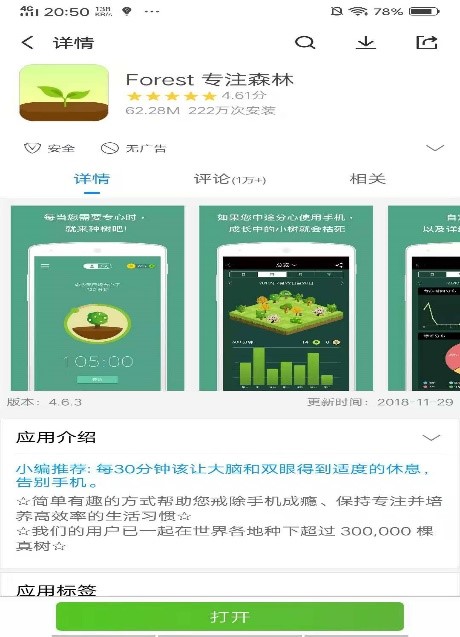 4G 20:50 138 KB/s ··· 78%
详情
Forest 专注森林
4.61分
62.28M 222万次安装
安全 无广告
详情 评论(1万+) 相关
每当您需要专心时，
就来种树吧!
如果您中途分心使用手机，
成长中的小树就会枯死
105:00
版本：4.6.3 更新时间：2018-11-29
应用介绍
小编推荐: 每30分钟该让大脑和双眼得到适度的休息，
告别手机。
☆简单有趣的方式帮助您戒除手机成瘾、保持专注并培
养高效率的生活习惯☆
☆我们的用户已一起在世界各地种下超过 300,000 棵
真树☆
应用标签
打开